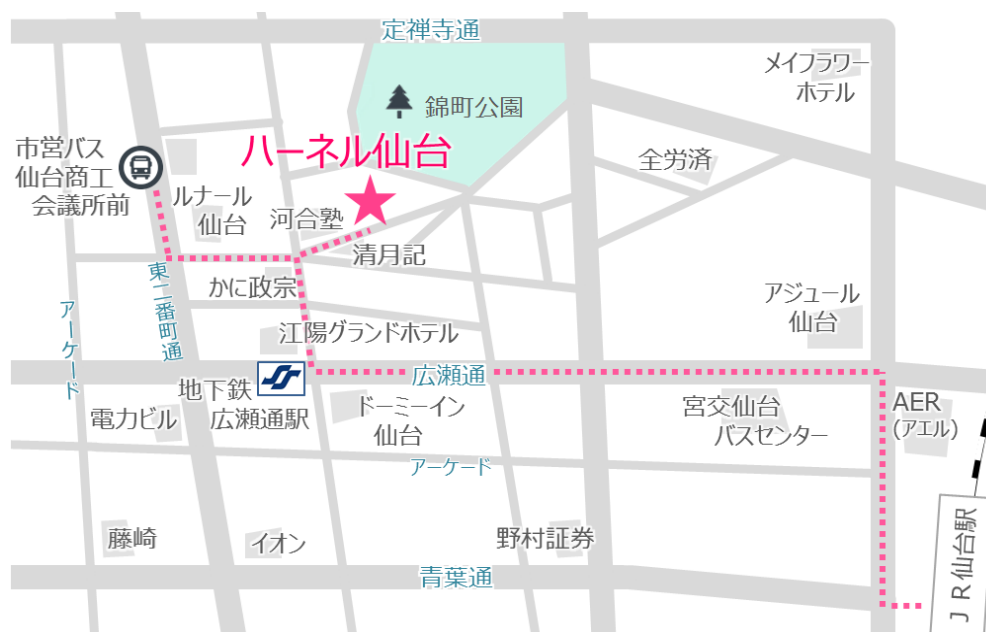 定禅寺通
メイフラワー
ホテル
錦町公園
市営バス
仙台商工
会議所前
ハーネル仙台
全労済
ルナール
仙台
河合塾
清月記
東二番町通
かに政宗
アジュール
仙台
アーケード
江陽グランドホテル
広瀬通
地下鉄
広瀬通駅
電力ビル
ドーミーイン
仙台
宮交仙台
バスセンター
AER
(アエル)
アーケード
藤崎
イオン
野村証券
JR仙台駅
青葉通